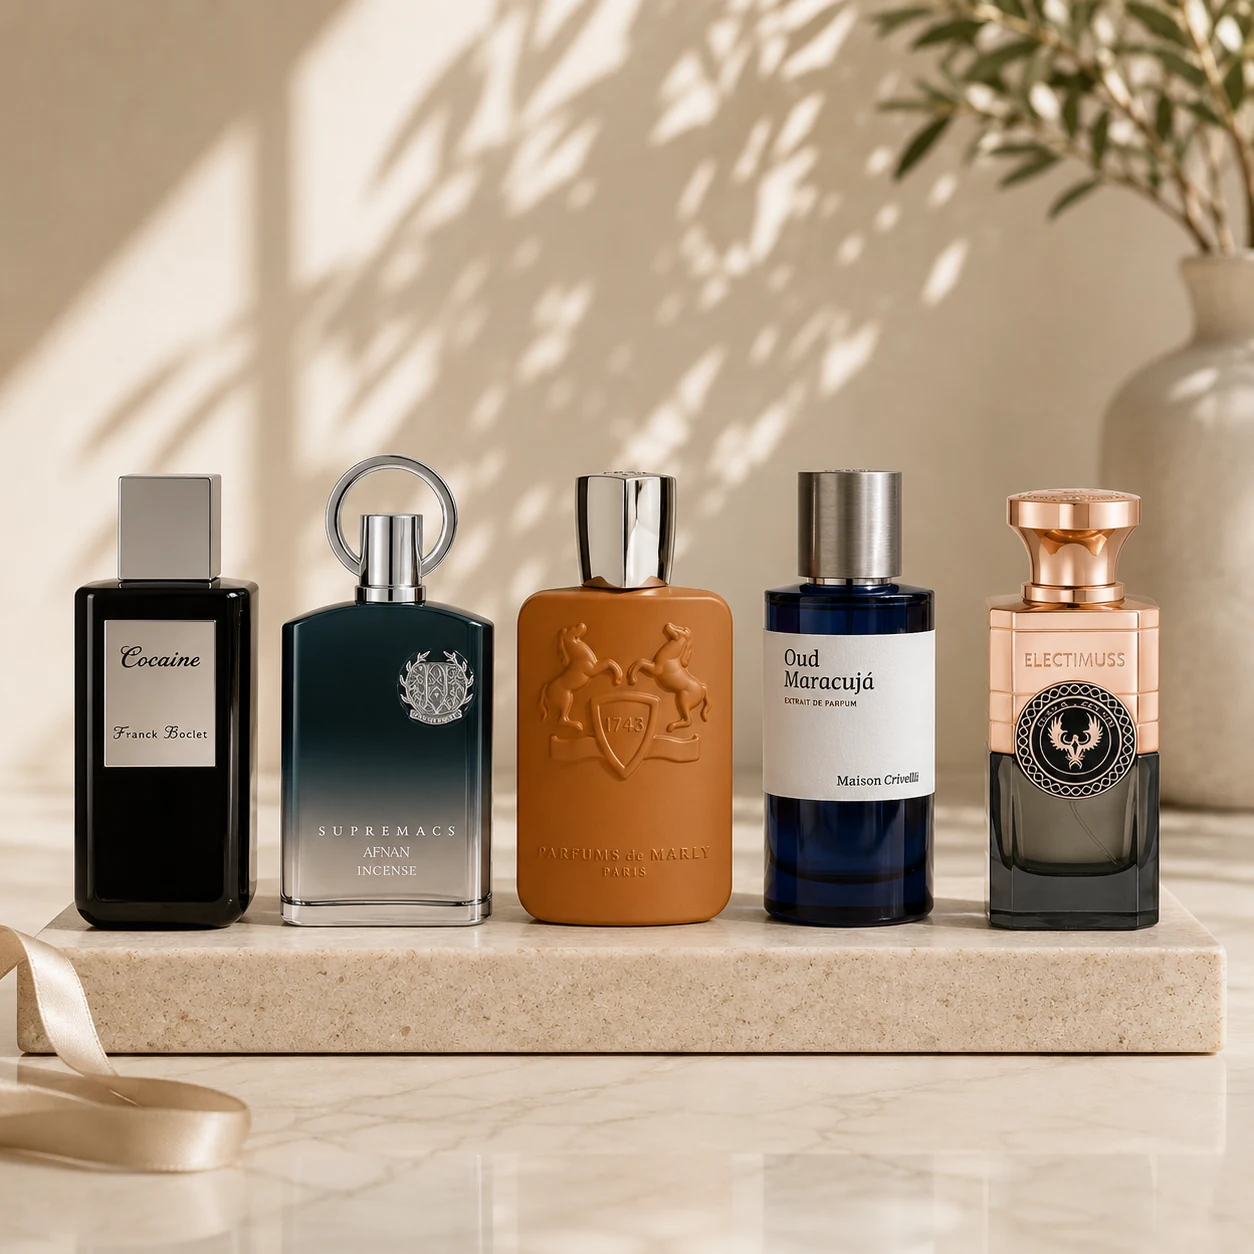 Cocaine
Franck Boclet
SUPREMACS
AFNAN
INCENSE
1743
PARFUMS de MARLY
PARIS
Oud
Maracujá
EXTRAIT DE PARFUM
Maison Crivelli
ELECTIMUSS